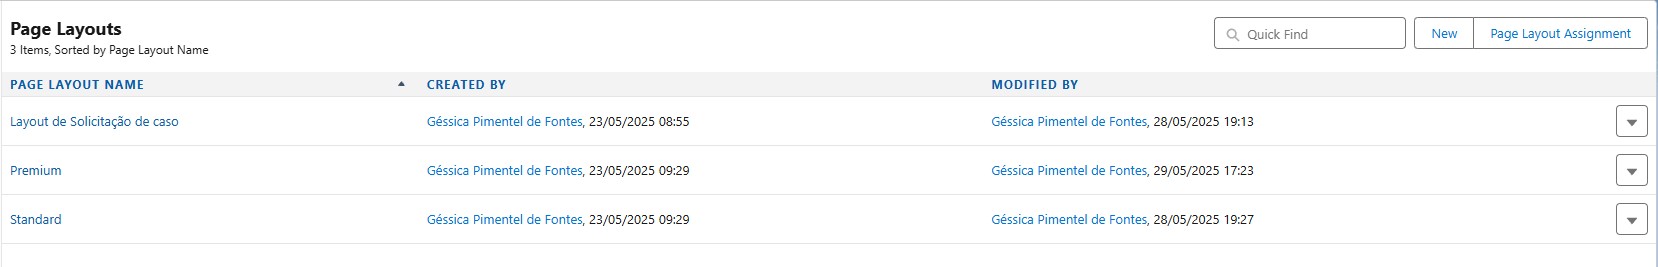 Page Layouts
3 Items, Sorted by Page Layout Name
Quick Find
New
Page Layout Assignment
PAGE LAYOUT NAME CREATED BY MODIFIED BY
Layout de Solicitação de caso Géssica Pimentel de Fontes, 23/05/2025 08:55 Géssica Pimentel de Fontes, 28/05/2025 19:13
Premium Géssica Pimentel de Fontes, 23/05/2025 09:29 Géssica Pimentel de Fontes, 29/05/2025 17:23
Standard Géssica Pimentel de Fontes, 23/05/2025 09:29 Géssica Pimentel de Fontes, 28/05/2025 19:27